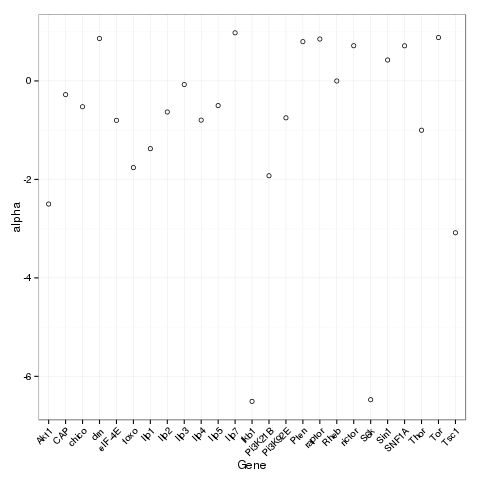 0
-2
-4
-6
alpha
Akt1
CAP
chico
dm
eIF-4E
foxo
Ilp1
Ilp2
Ilp3
Ilp4
Ilp5
Ilp7
lkb1
Pi3K21B
Pi3K92E
Pten
raptor
Rheb
rictor
S6k
Sin1
SNF1A
Thor
Tor
Tsc1
Gene